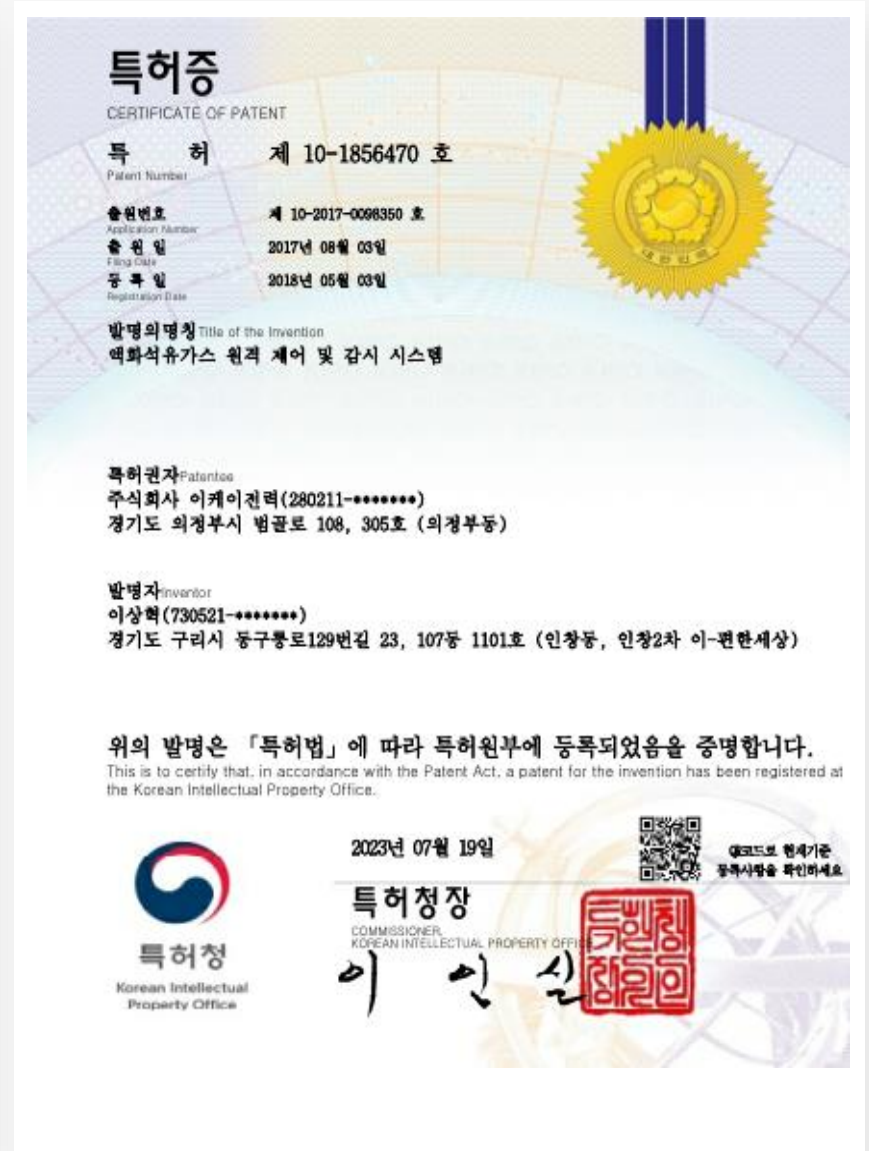 특허증
CERTIFICATE OF PATENT
특 허 제 10-1856470 호
Patent Number
출원번호 제 10-2017-0098350 호
Application Number
출 원 일 2017년 08월 03일
Filing Date
등 록 일 2018년 05월 03일
Registration Date
발명의명칭 Title of the Invention
액화석유가스 원격 제어 및 감시 시스템
특허권자 Patentee
주식회사 이케이전력(280211-*******)
경기도 의정부시 범골로 108, 305호 (의정부동)
발명자 Inventor
이상혁(730521-*******)
경기도 구리시 동구릉로129번길 23, 107동 1101호 (인창동, 인창2차 이-편한세상)
위의 발명은 「특허법」에 따라 특허원부에 등록되었음을 증명합니다.
This is to certify that, in accordance with the Patent Act, a patent for the invention has been registered at
the Korean Intellectual Property Office.
2023년 07월 19일
QR코드로 현재기준
등록사항을 확인하세요
특허청장
COMMISSIONER,
KOREAN INTELLECTUAL PROPERTY OFFICE
이 인 실
특허청
Korean Intellectual
Property Office
대한민국